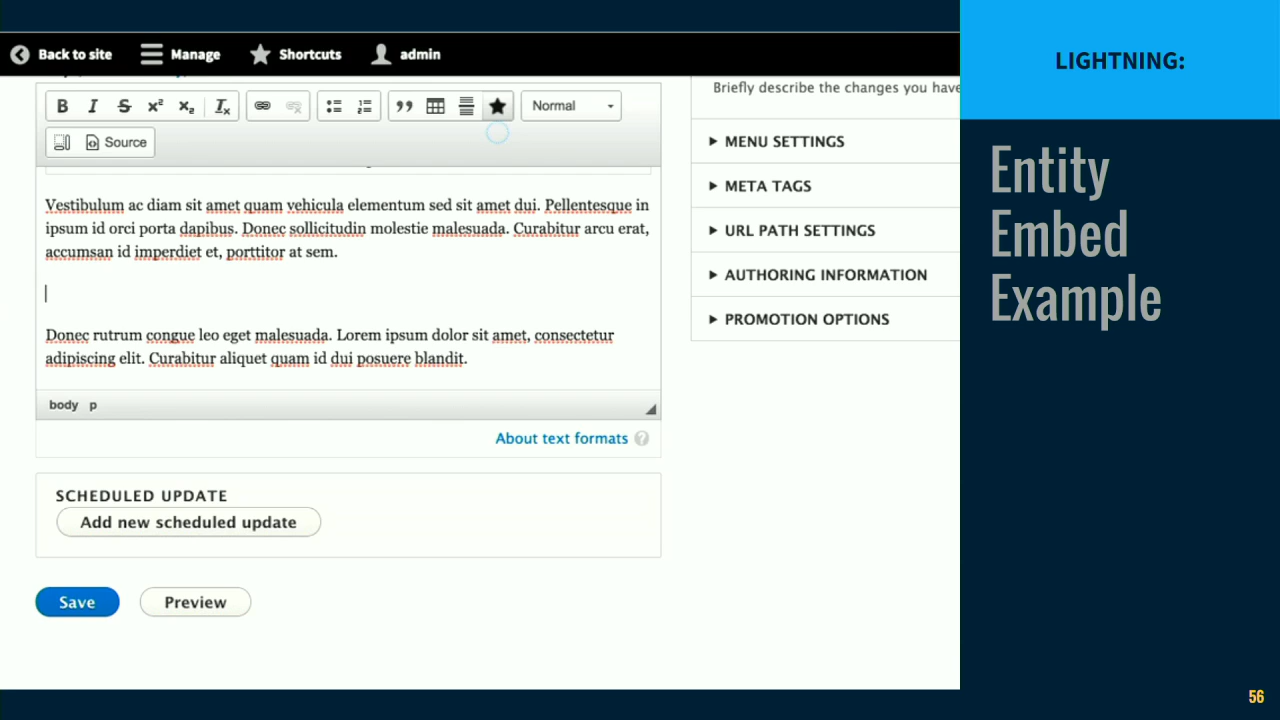 Back to site Manage Shortcuts admin
LIGHTNING:
Entity
Embed
Example
Normal
Source
Vestibulum ac diam sit amet quam vehicula elementum sed sit amet dui. Pellentesque in
ipsum id orci porta dapibus. Donec sollicitudin molestie malesuada. Curabitur arcu erat,
accumsan id imperdiet et, porttitor at sem.
Donec rutrum congue leo eget malesuada. Lorem ipsum dolor sit amet, consectetur
adipiscing elit. Curabitur aliquet quam id dui posuere blandit.
body p
About text formats ?
SCHEDULED UPDATE
Add new scheduled update
Save Preview
Briefly describe the changes you have
MENU SETTINGS
META TAGS
URL PATH SETTINGS
AUTHORING INFORMATION
PROMOTION OPTIONS
56